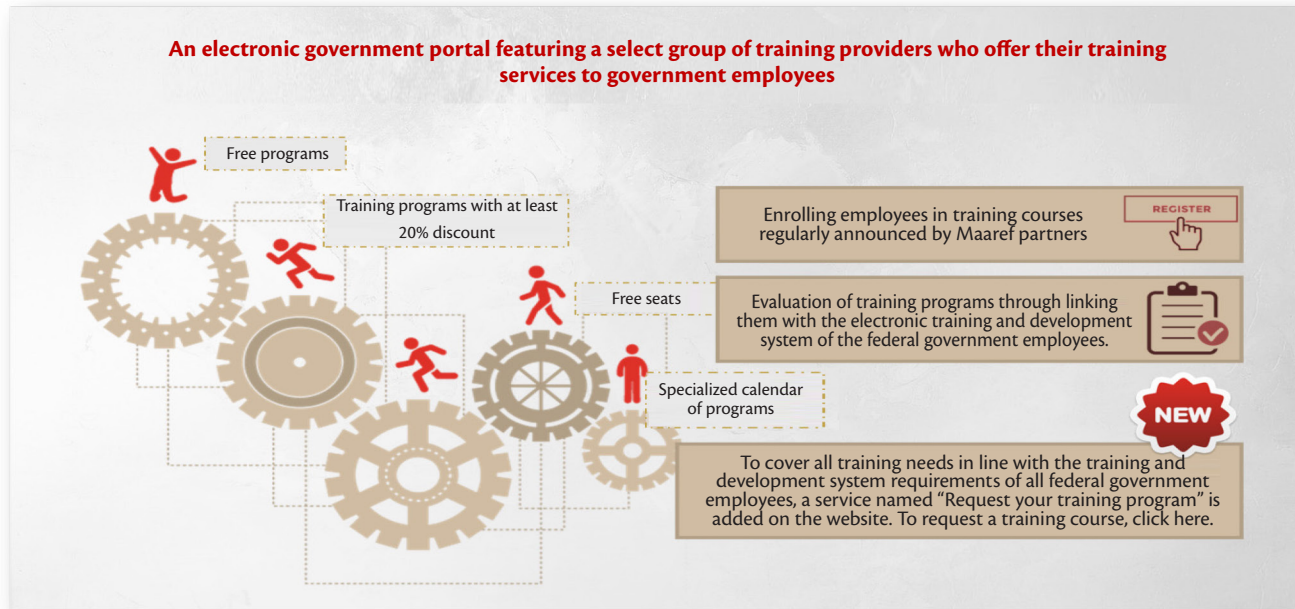 An electronic government portal featuring a select group of training providers who offer their training
services to government employees
Free programs
Training programs with at least
20% discount
Free seats
Specialized calendar
of programs
Enrolling employees in training courses
regularly announced by Maaref partners
REGISTER
Evaluation of training programs through linking
them with the electronic training and development
system of the federal government employees.
NEW
To cover all training needs in line with the training and
development system requirements of all federal government
employees, a service named “Request your training program” is
added on the website. To request a training course, click here.